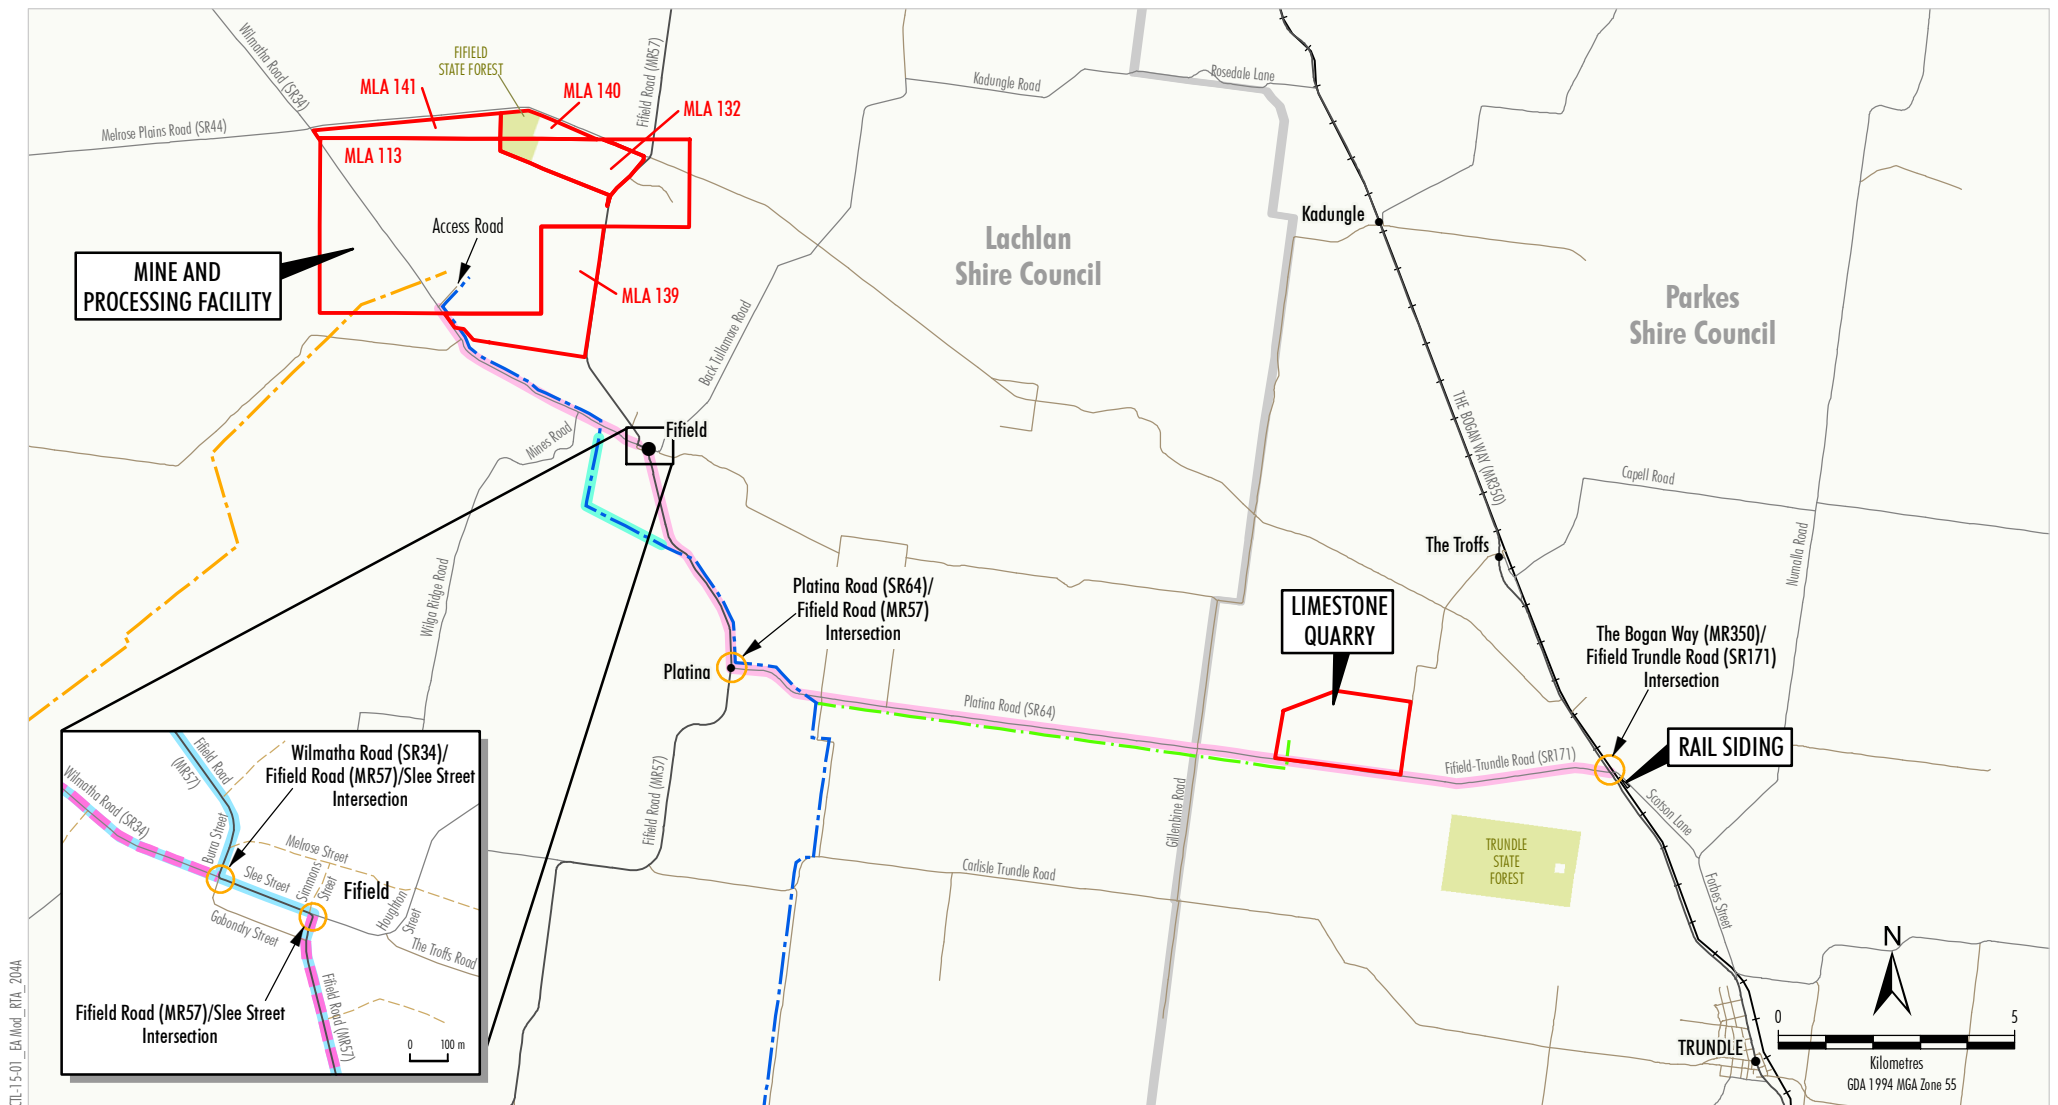 Wilmatha Road (SR34)
FIFIELD
STATE FOREST
Fifield Road (MR57)
Kadungle Road
Rosedale Lane
MLA 141
MLA 140
MLA 132
Melrose Plains Road (SR44)
MLA 113
Kadungle
Access Road
Lachlan
Shire Council
MINE AND
PROCESSING FACILITY
MLA 139
Parkes
Shire Council
Back Tullamore Road
THE BOGAN WAY (MR350)
Fifield
Mines Road
Capell Road
The Troffs
Numalla Road
Wilga Ridge Road
Platina Road (SR64)/
Fifield Road (MR57)
Intersection
LIMESTONE
QUARRY
The Bogan Way (MR350)/
Fifield Trundle Road (SR171)
Intersection
Platina
Platina Road (SR64)
RAIL SIDING
Fifield-Trundle Road (SR171)
Fifield Road (MR57)
Gillenbine Road
Scotson Lane
TRUNDLE
STATE
FOREST
Carlisle Trundle Road
Forbes Street
Fifield Road
(MR57)
Wilmatha Road (SR34)/
Fifield Road (MR57)/Slee Street
Intersection
Wilmatha Road (SR34)
Burra Street
Melrose Street
Slee Street
Simmons
Street
Fifield
Houghton
Street
Gobondry Street
The Troffs Road
Fifield Road (MR57)/Slee Street
Intersection
Fifield Road (MR57)
0 100 m
N
0 5
Kilometres
GDA 1994 MGA Zone 55
TRUNDLE
CTL-15-01_EA Mod_RTA_204A